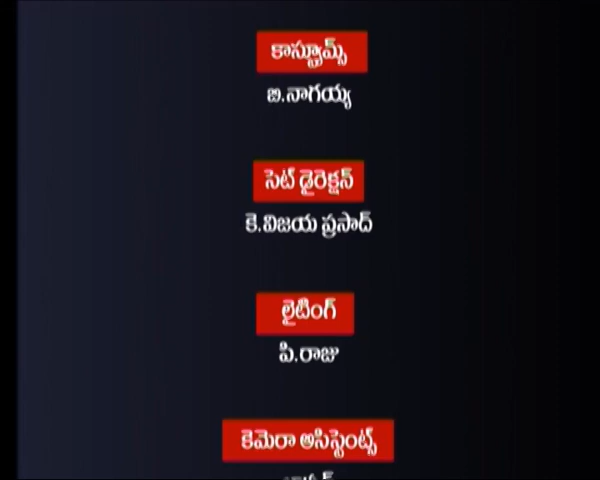 కాస్ట్యూమ్స్
బి.నాగయ్య
సెట్ డైరెక్షన్
కె.విజయ ప్రసాద్
లైటింగ్
పి.రాజు
కెమెరా అసిస్టెంట్స్